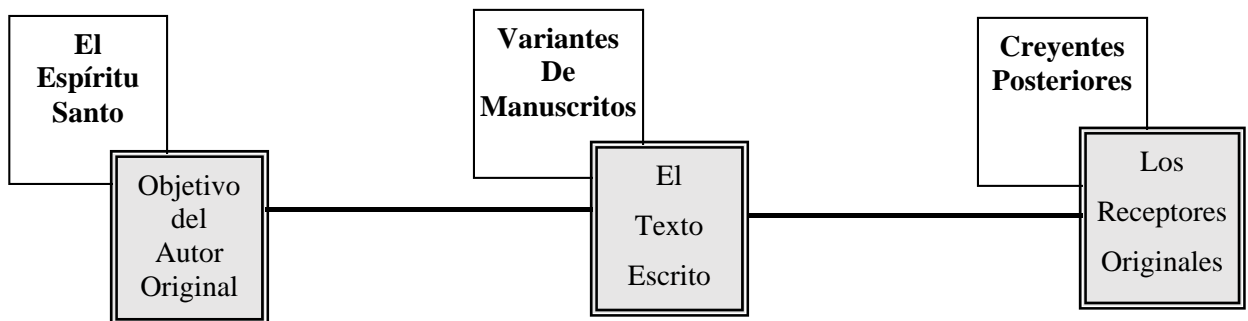 El
Espíritu
Santo
Objetivo
del
Autor
Original
Variantes
De
Manuscritos
El
Texto
Escrito
Creyentes
Posteriores
Los
Receptores
Originales